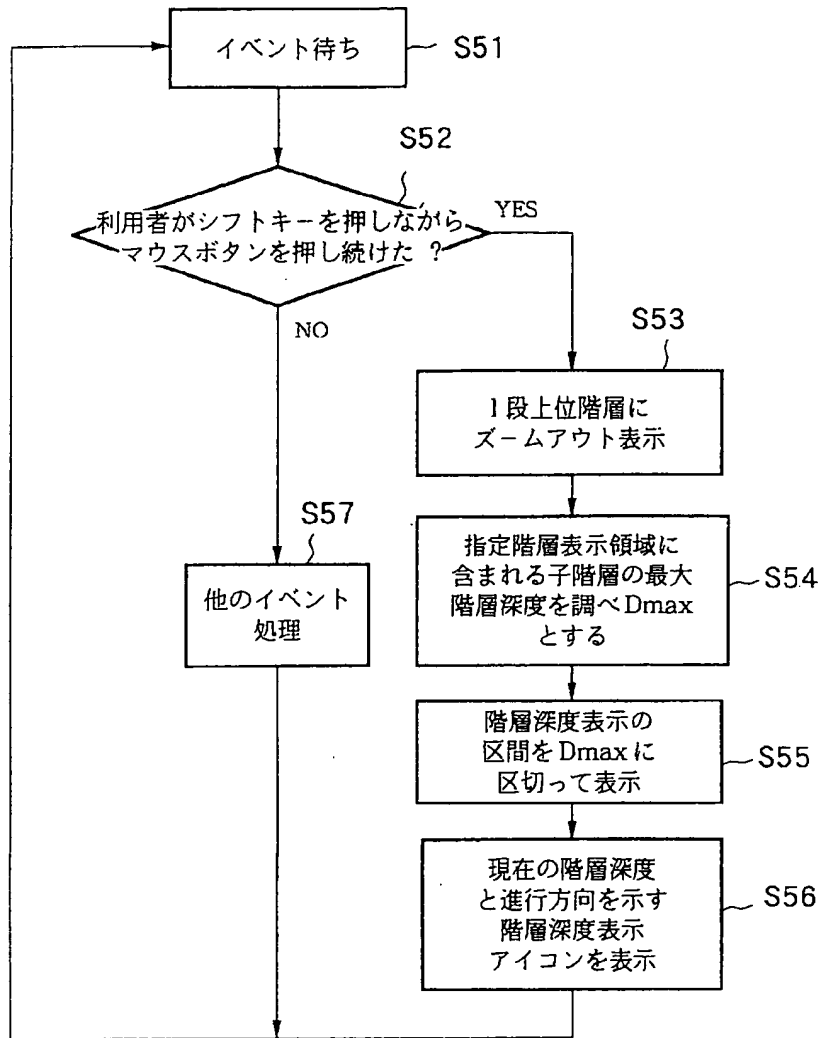 イベント待ち
S51
S52
利用者がシフトキーを押しながら
マウスボタンを押し続けた ?
YES
NO
S53
1段上位階層に
ズームアウト表示
S57
他のイベント
処理
指定階層表示領域に
含まれる子階層の最大
階層深度を調べDmax
とする
S54
階層深度表示の
区間をDmaxに
区切って表示
S55
現在の階層深度
と進行方向を示す
階層深度表示
アイコンを表示
S56